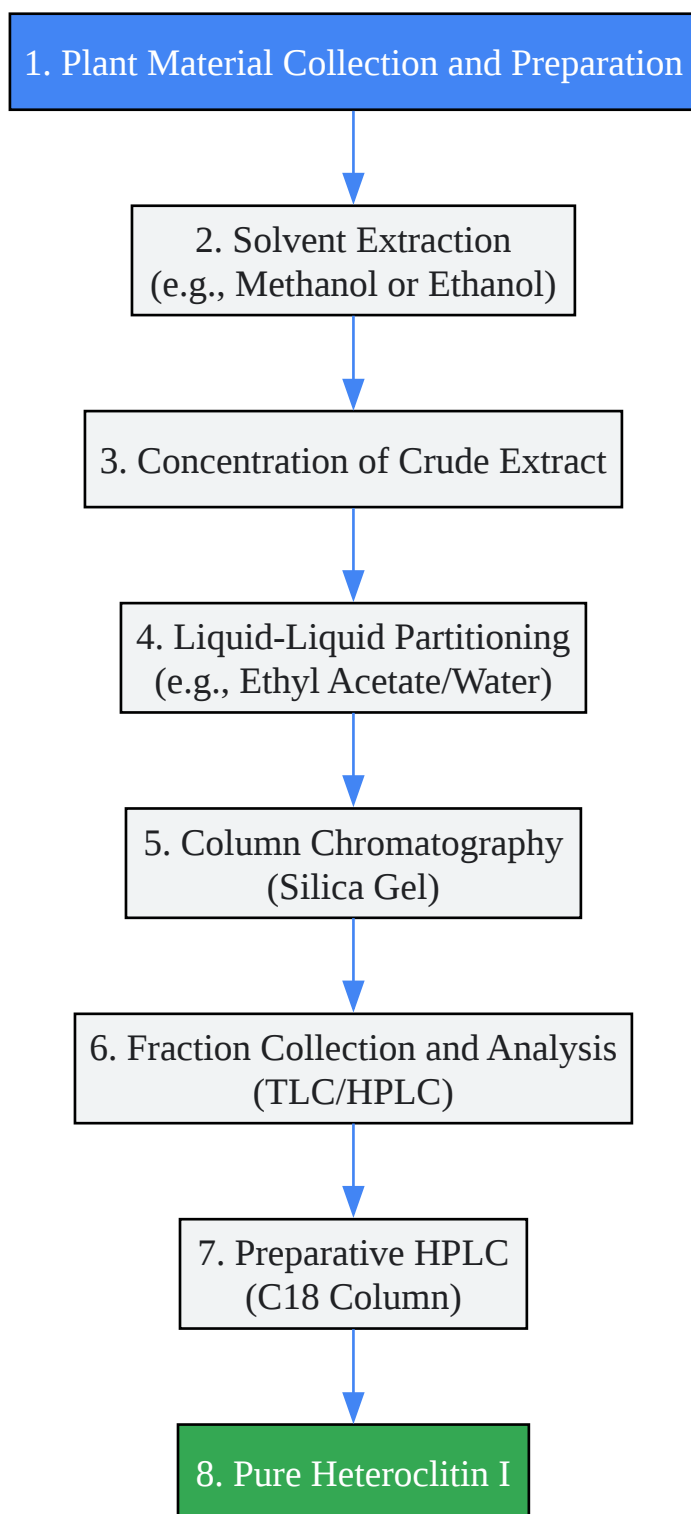 1. Plant Material Collection and Preparation
2. Solvent Extraction
(e.g., Methanol or Ethanol)
3. Concentration of Crude Extract
4. Liquid-Liquid Partitioning
(e.g., Ethyl Acetate/Water)
5. Column Chromatography
(Silica Gel)
6. Fraction Collection and Analysis
(TLC/HPLC)
7. Preparative HPLC
(C18 Column)
8. Pure Heteroclitin I